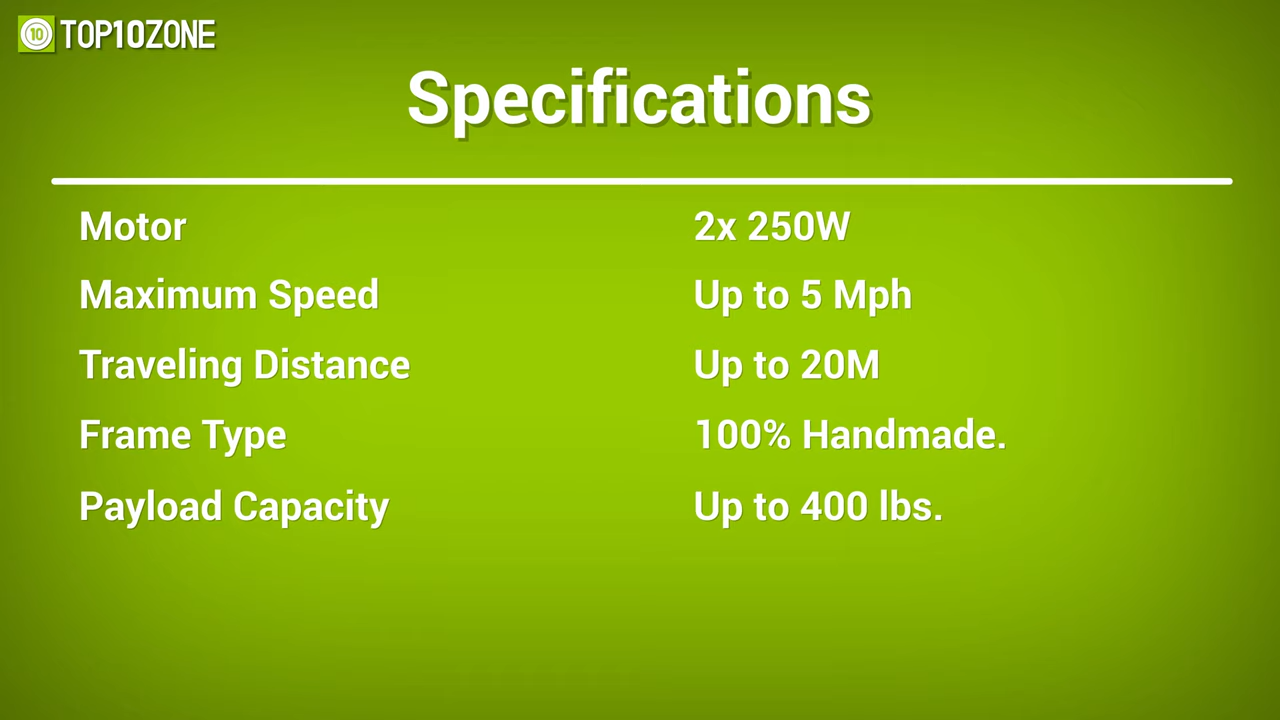 TOP10ZONE
Specifications
Motor 2x 250W
Maximum Speed Up to 5 Mph
Traveling Distance Up to 20M
Frame Type 100% Handmade.
Payload Capacity Up to 400 lbs.